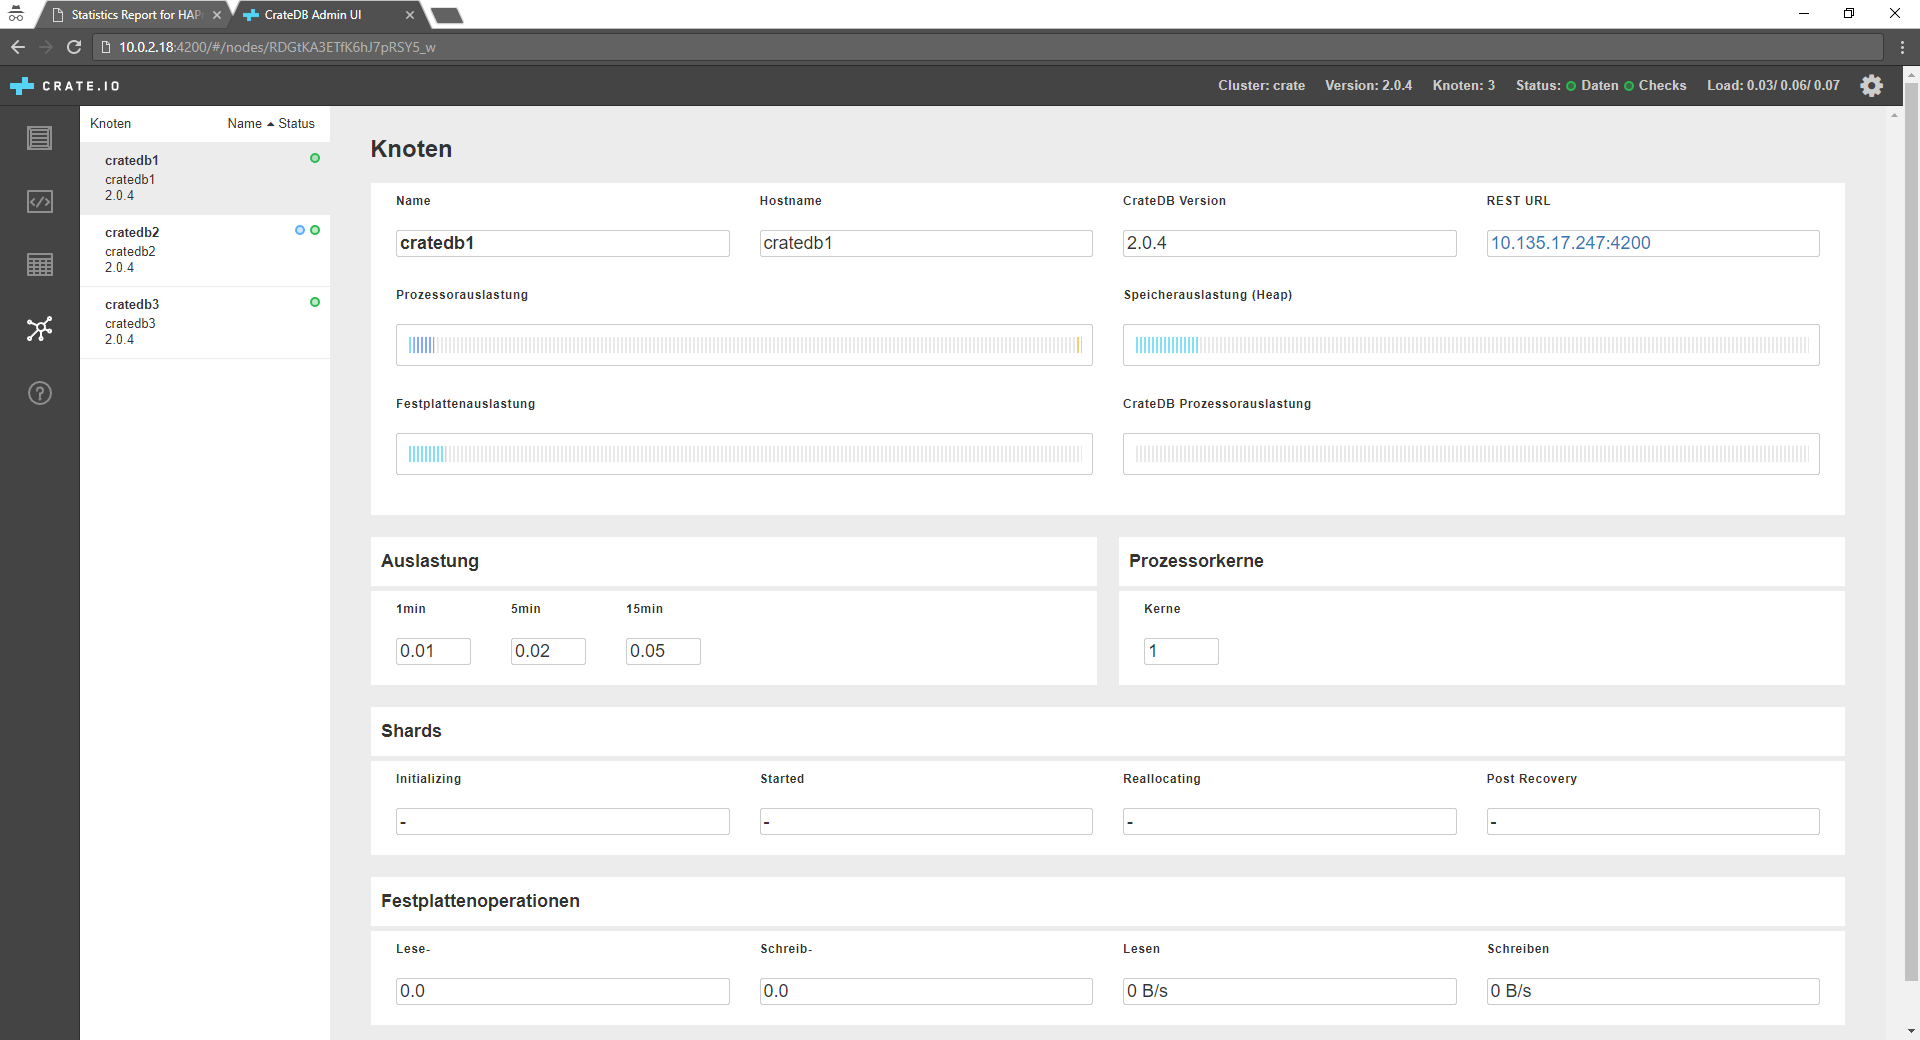 Statistics Report for HAP
CrateDB Admin UI
10.0.2.18:4200/#/nodes/RDGtKA3ETfK6hJ7pRSY5_w
CRATE.IO
Cluster: crate Version: 2.0.4 Knoten: 3 Status: Daten Checks Load: 0.03/ 0.06/ 0.07
Knoten Name Status
cratedb1
cratedb1
2.0.4
cratedb2
cratedb2
2.0.4
cratedb3
cratedb3
2.0.4
Knoten
Name Hostname CrateDB Version REST URL
cratedb1 cratedb1 2.0.4 10.135.17.247:4200
Prozessorauslastung Speicherauslastung (Heap)
Festplattenauslastung CrateDB Prozessorauslastung
Auslastung
1min 5min 15min
0.01 0.02 0.05
Prozessorkerne
Kerne
1
Shards
Initializing Started Reallocating Post Recovery
- - - -
Festplattenoperationen
Lese- Schreib- Lesen Schreiben
0.0 0.0 0 B/s 0 B/s